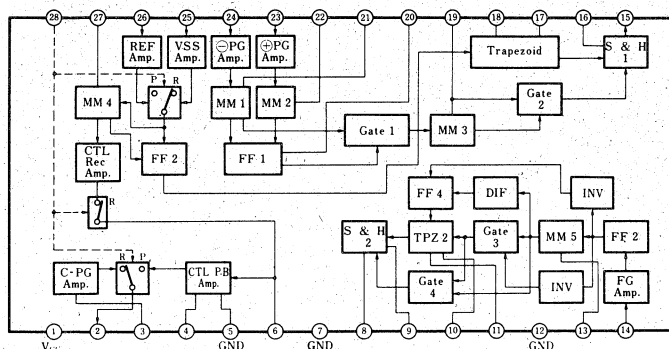 28 27 26 25 24 23 22 21 20 19 18 17 16 15
REF
Amp.
VSS
Amp.
⊖PG
Amp.
⊕PG
Amp.
Trapezoid
S & H
1
P R
MM 4
MM 1
MM 2
Gate 2
Gate 1
MM 3
CTL
Rec
Amp.
FF 2
FF 1
R
FF 4
DIF
INV
S & H
2
TPZ 2
Gate
3
MM 5
FF 2
R P
C-PG
Amp.
CTL P.B
Amp.
Gate
4
INV
FG
Amp.
1 2 3 4 5 6 7 8 9 10 11 12 13 14
Vcc GND GND GND